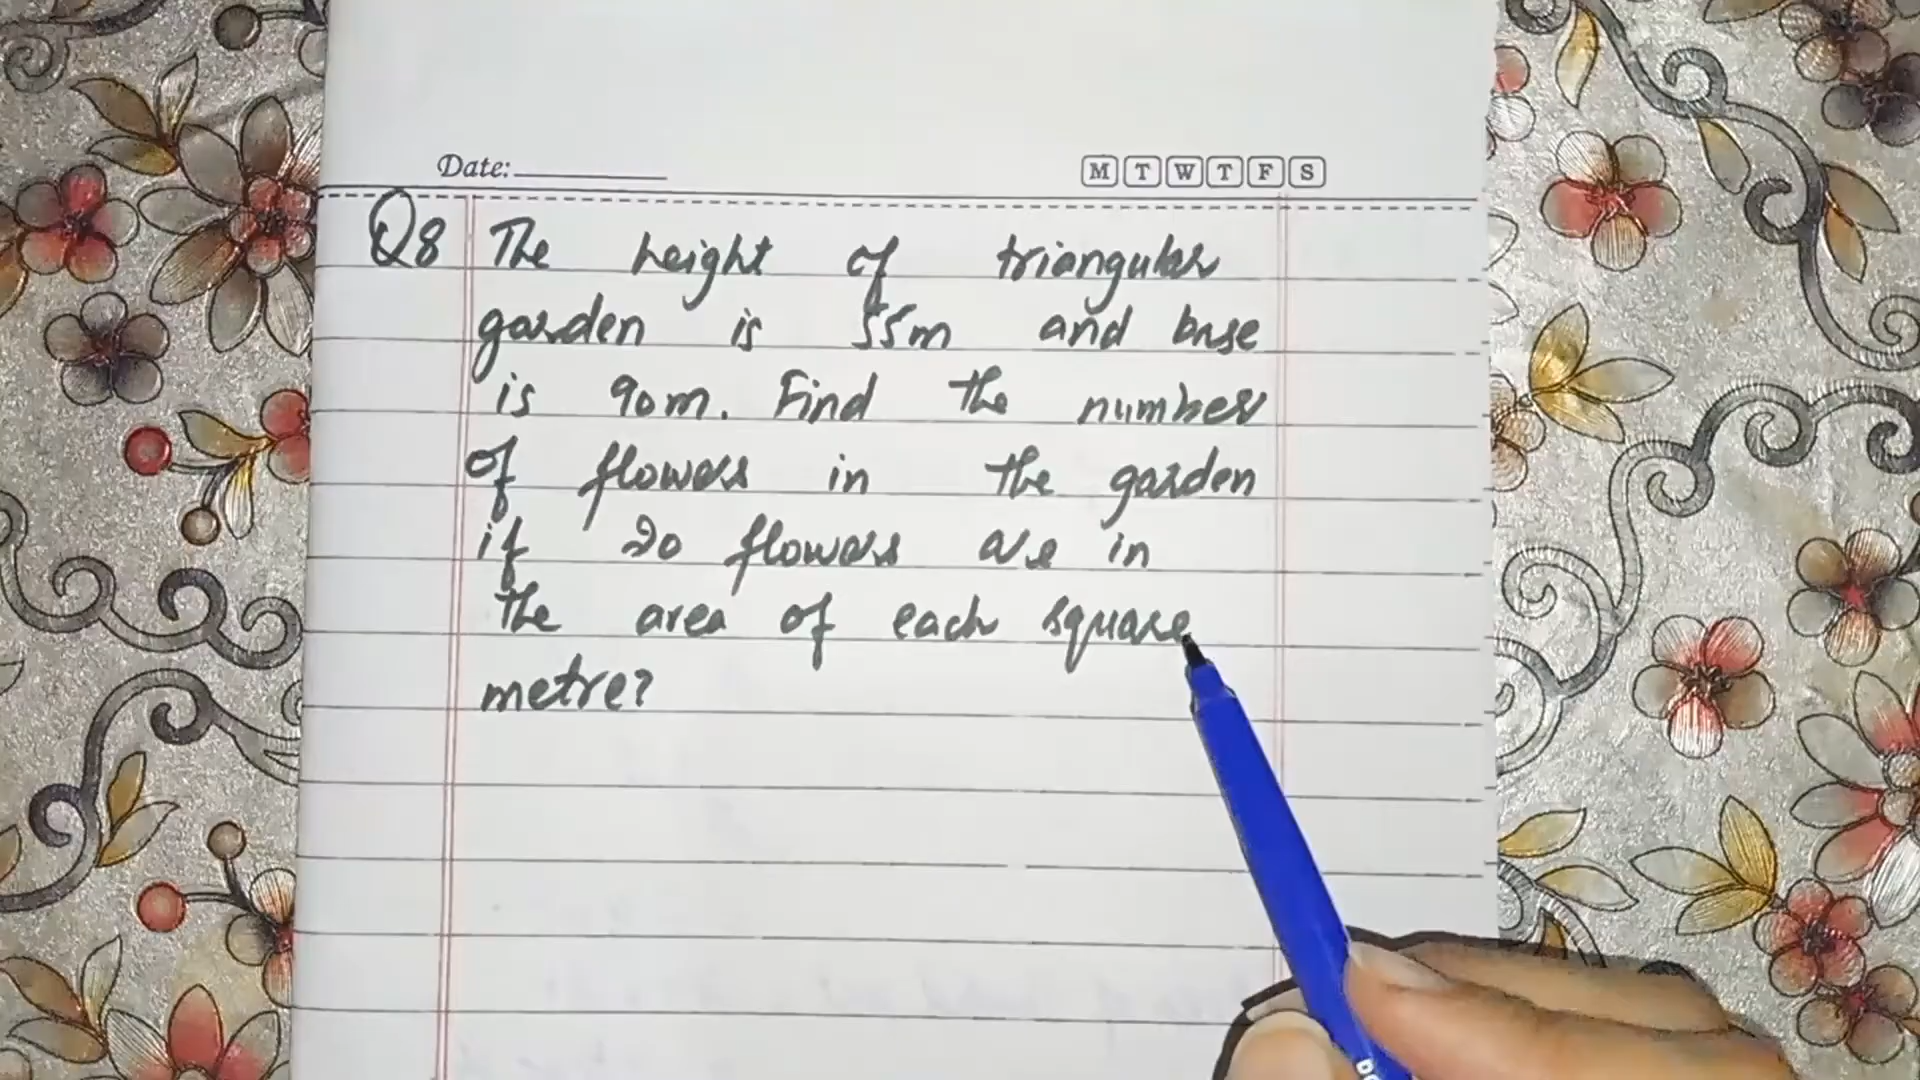 Date:
M T W T F S
Q8 The height of triangular
garden is 55m and base
is 90m. Find the number
of flowers in the garden
if 20 flowers are in
the area of each square
metre?